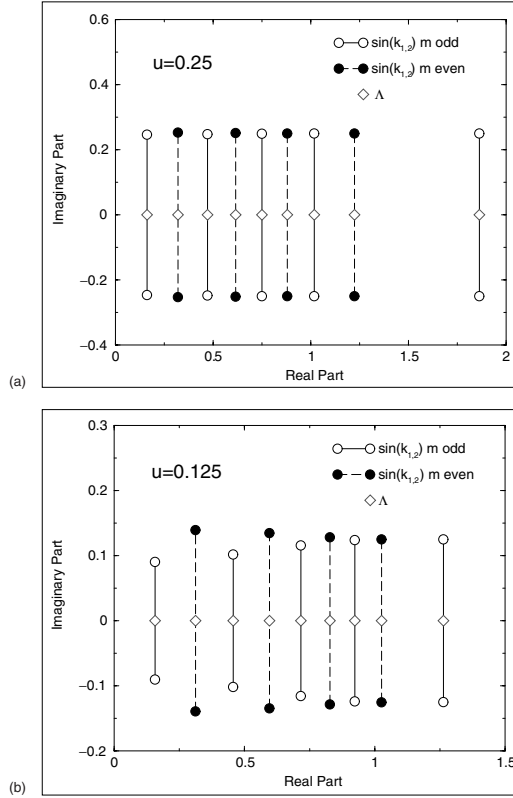 0.6
u=0.25
sin(k1,2) m odd
sin(k1,2) m even
Λ
0.4
0.2
0
−0.2
−0.4
Imaginary Part
0 0.5 1 1.5 2
Real Part
(a)
0.3
u=0.125
sin(k1,2) m odd
sin(k1,2) m even
Λ
0.2
0.1
0
−0.1
−0.2
Imaginary Part
0 0.5 1 1.5
Real Part
(b)